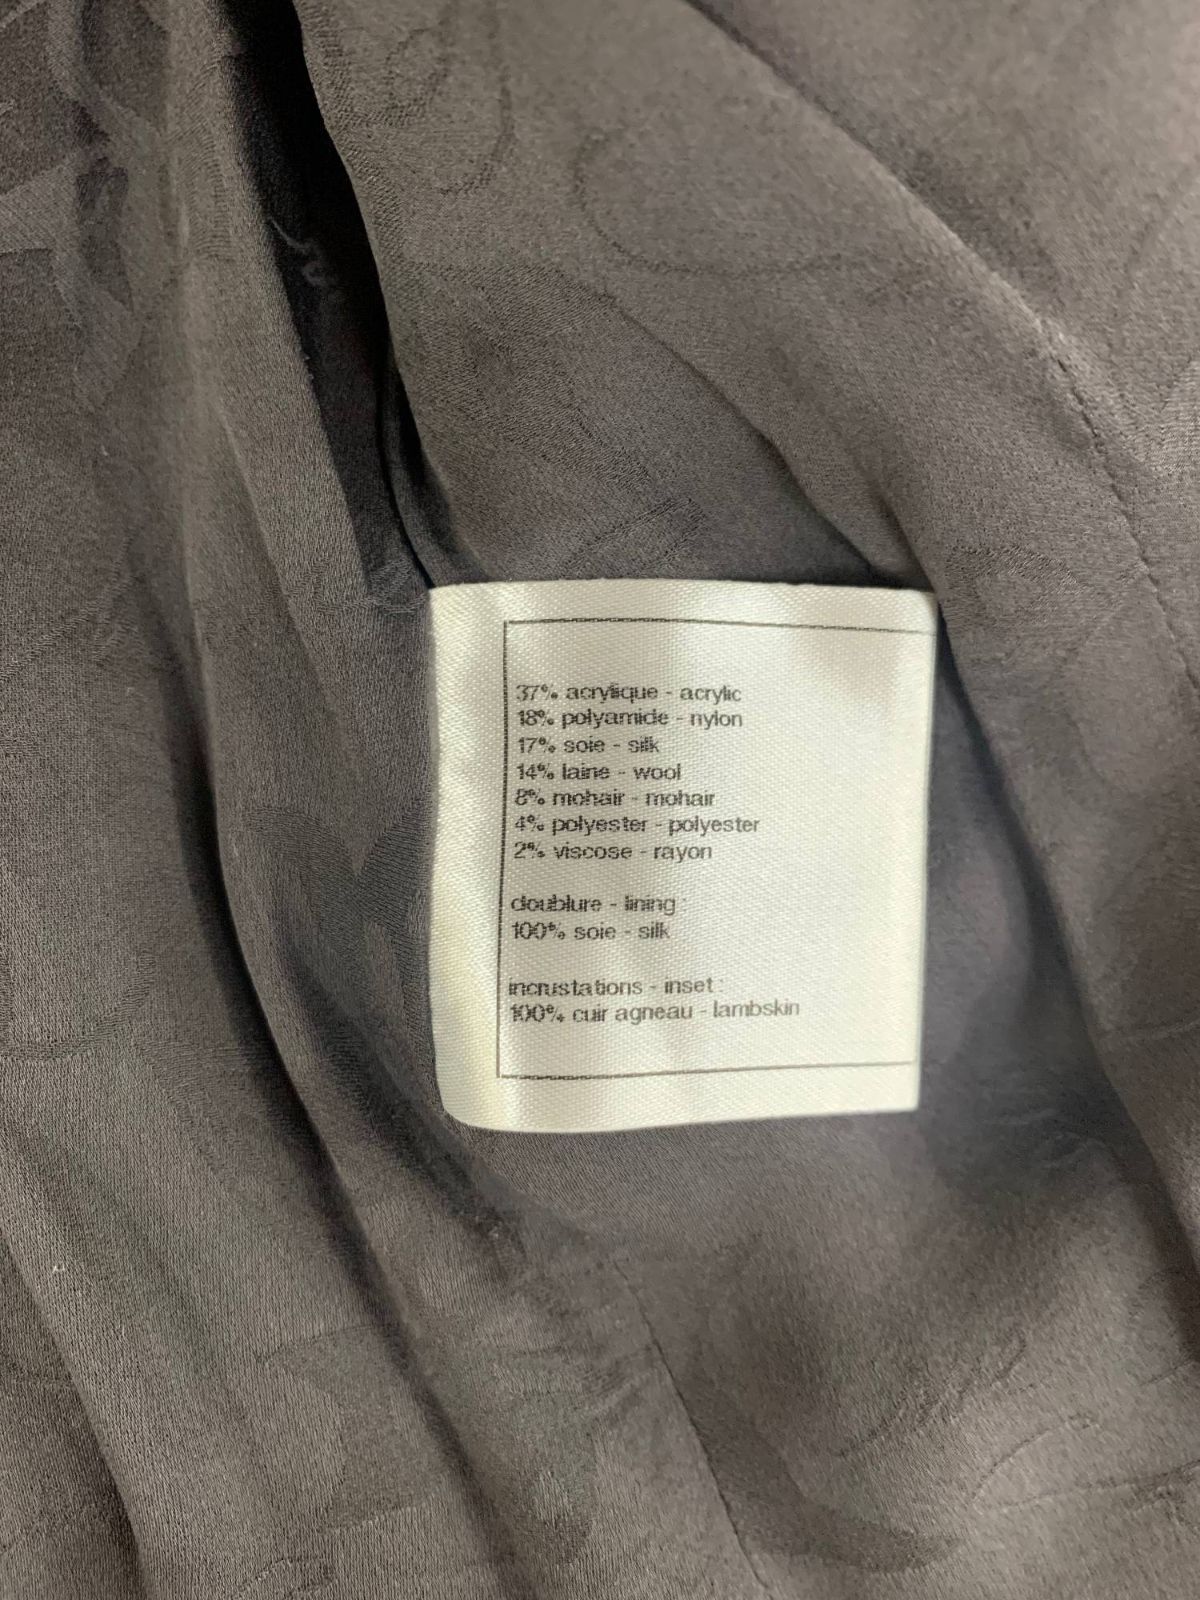 37% acrylique - acrylic
18% polyamide - nylon
17% soie - silk
14% laine - wool
8% mohair - mohair
4% polyester - polyester
2% viscose - rayon
doublure - lining :
100% soie - silk
incrustations - inset :
100% cuir agneau - lambskin